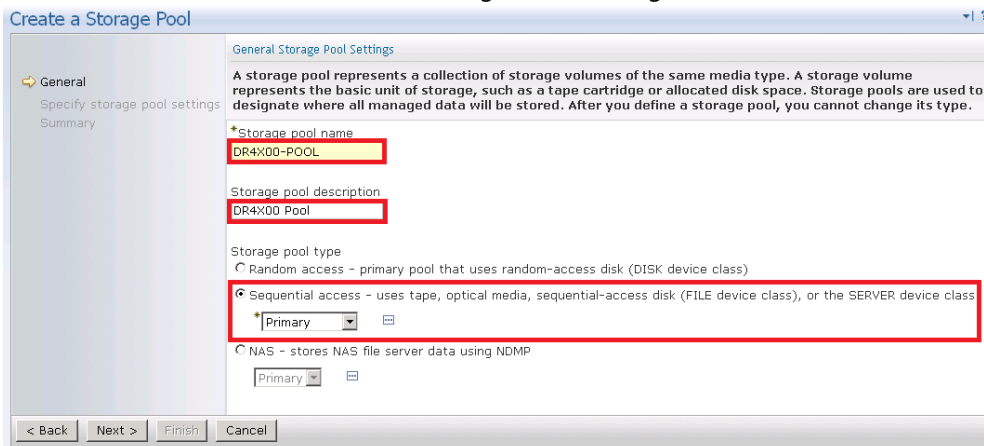 Create a Storage Pool
General
Specify storage pool settings
Summary
General Storage Pool Settings
A storage pool represents a collection of storage volumes of the same media type. A storage volume
represents the basic unit of storage, such as a tape cartridge or allocated disk space. Storage pools are used to
designate where all managed data will be stored. After you define a storage pool, you cannot change its type.
*Storage pool name
DR4X00-POOL
Storage pool description
DR4X00 Pool
Storage pool type
Random access - primary pool that uses random-access disk (DISK device class)
Sequential access - uses tape, optical media, sequential-access disk (FILE device class), or the SERVER device class
*Primary
NAS - stores NAS file server data using NDMP
Primary
< Back Next > Finish Cancel